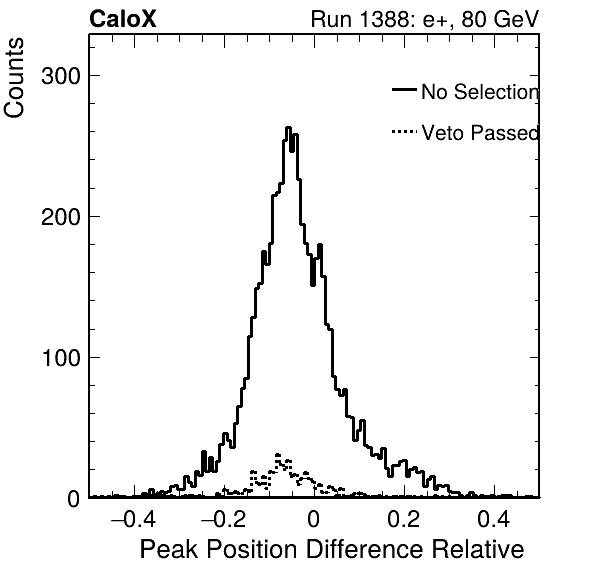 CaloX Run 1388: e+, 80 GeV
Counts
300
No Selection
Veto Passed
200
100
0
−0.4 −0.2 0 0.2 0.4
Peak Position Difference Relative